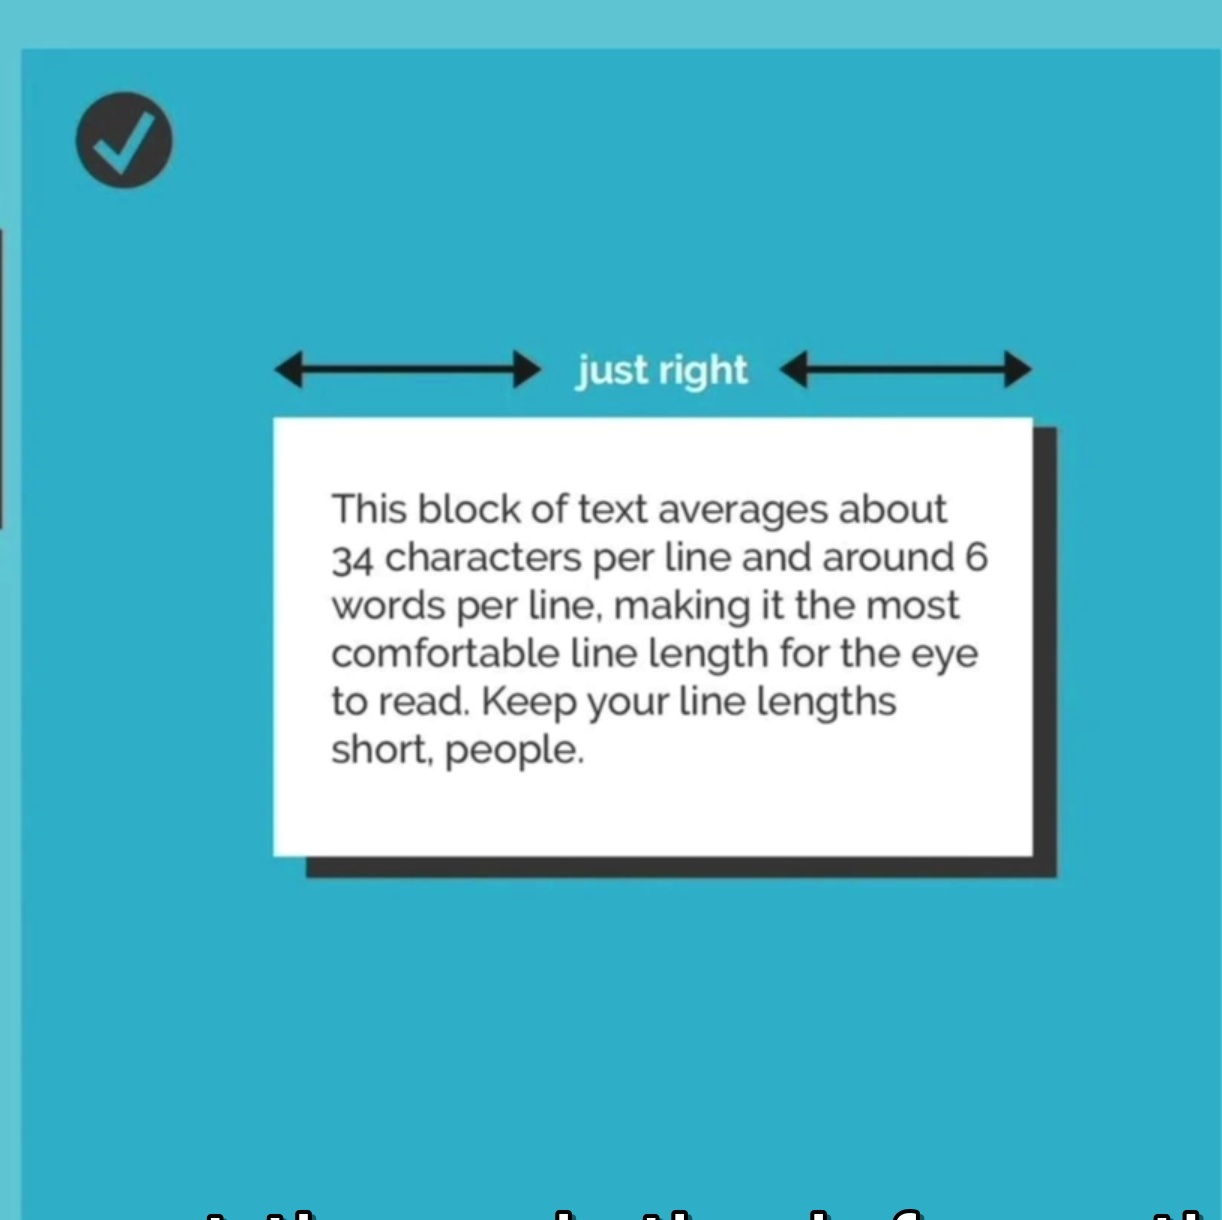 just right
This block of text averages about
34 characters per line and around 6
words per line, making it the most
comfortable line length for the eye
to read. Keep your line lengths
short, people.